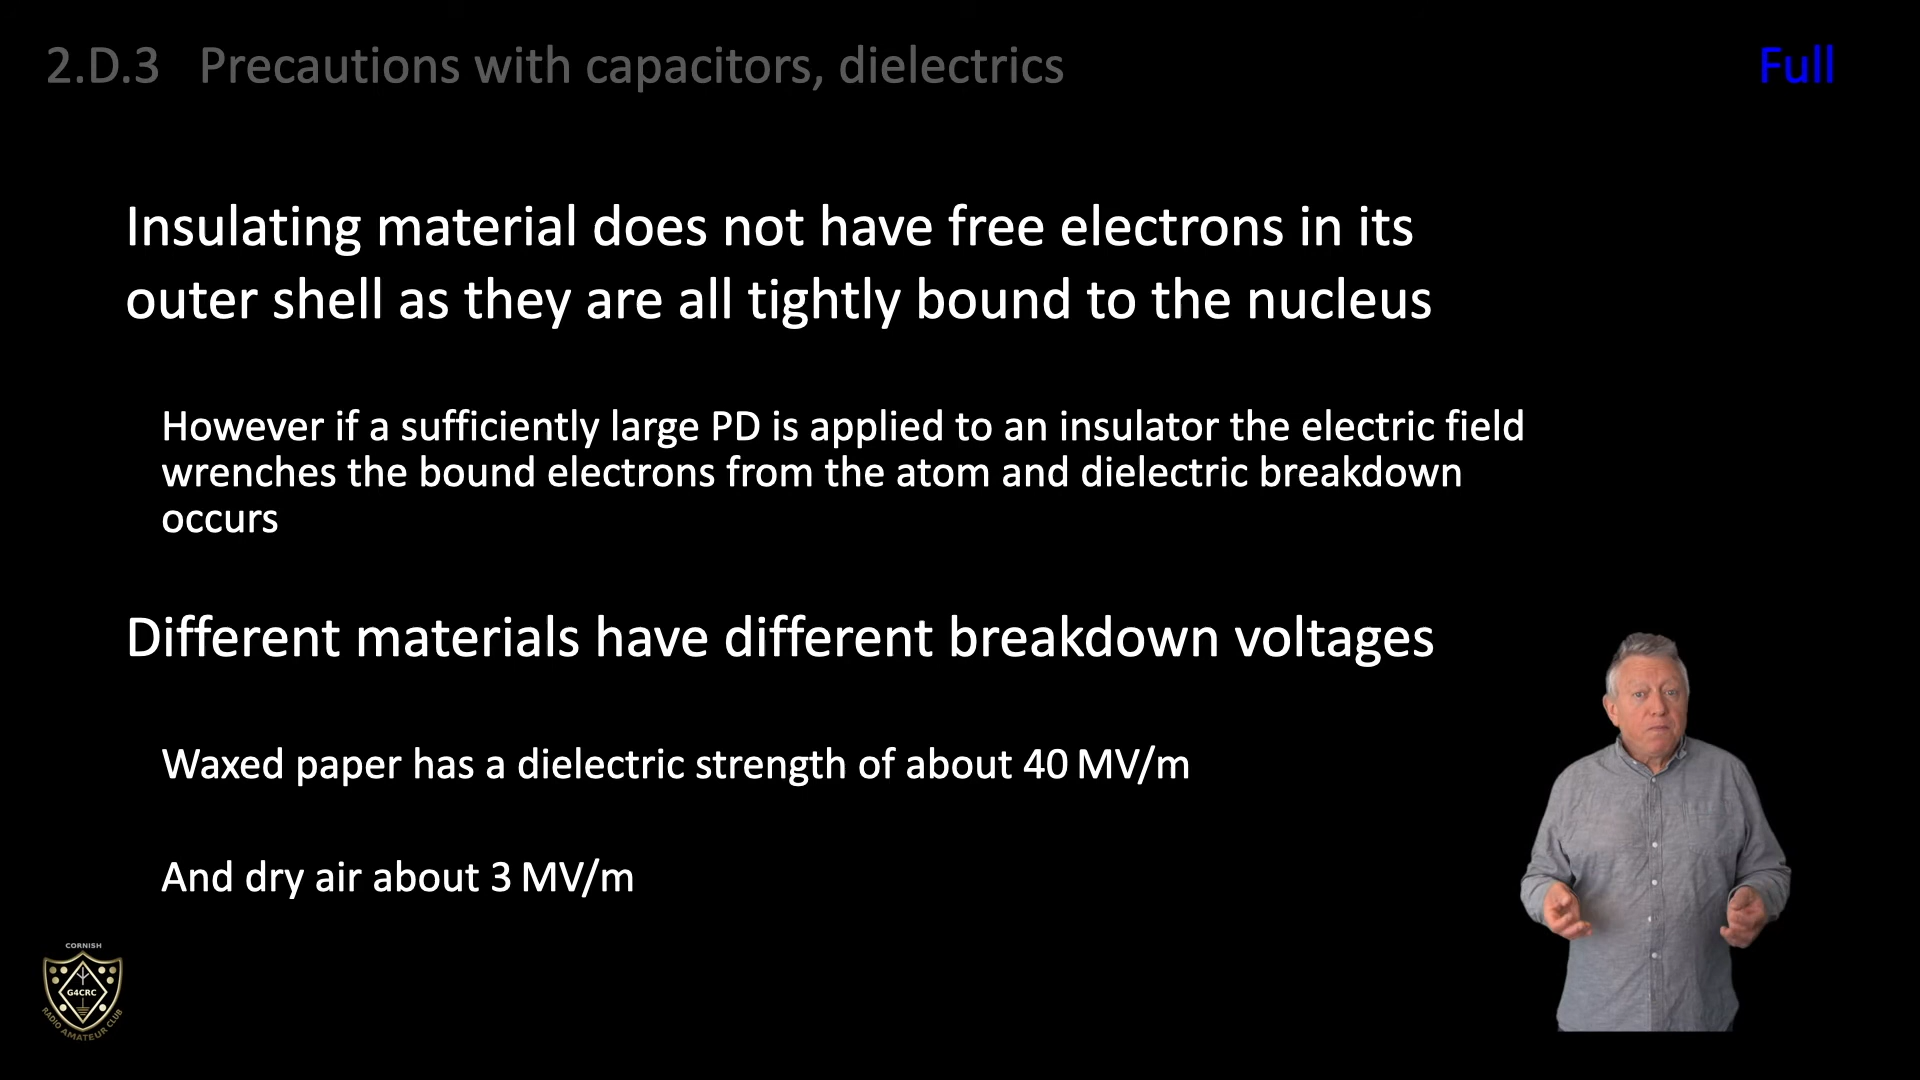 2.D.3 Precautions with capacitors, dielectrics
Full
Insulating material does not have free electrons in its
outer shell as they are all tightly bound to the nucleus
However if a sufficiently large PD is applied to an insulator the electric field
wrenches the bound electrons from the atom and dielectric breakdown
occurs
Different materials have different breakdown voltages
Waxed paper has a dielectric strength of about 40 MV/m
And dry air about 3 MV/m
CORNISH
G4CRC
RADIO AMATEUR CLUB